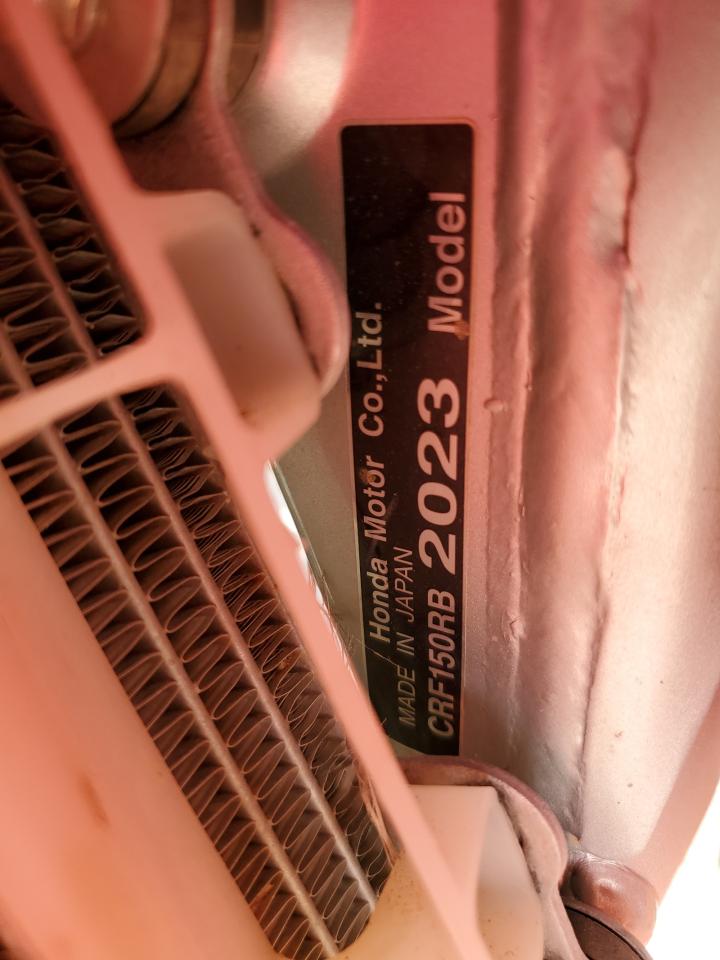 Honda Motor Co.,Ltd.
MADE IN JAPAN
CRF150RB 2023 Model